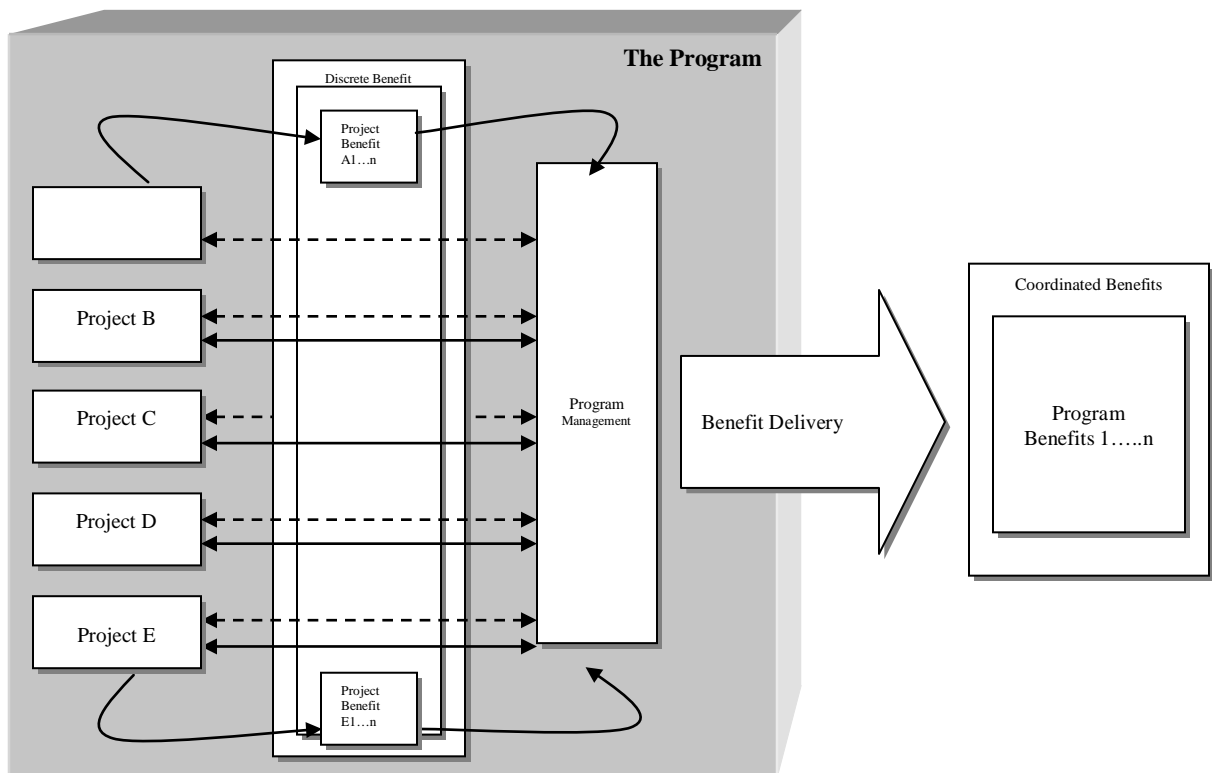 The Program
Discrete Benefit
Project
Benefit
A1…n
Project B
Project C
Project D
Project E
Program
Management
Project
Benefit
E1…n
Benefit Delivery
Coordinated Benefits
Program
Benefits 1…..n